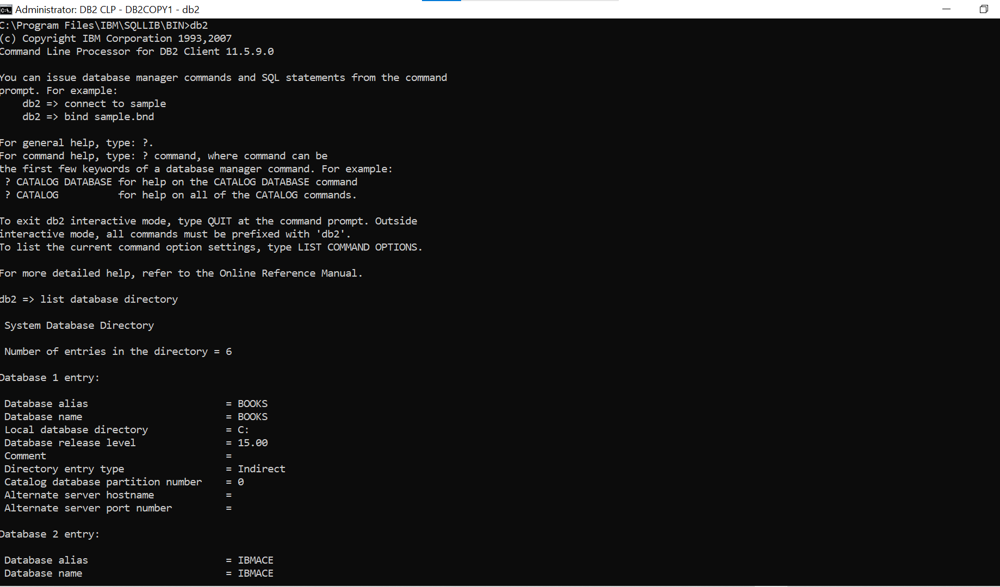 Administrator: DB2 CLP - DB2COPY1 - db2
C:\Program Files\IBM\SQLLIB\BIN>db2
(c) Copyright IBM Corporation 1993,2007
Command Line Processor for DB2 Client 11.5.9.0
You can issue database manager commands and SQL statements from the command
prompt. For example:
    db2 => connect to sample
    db2 => bind sample.bnd
For general help, type: ?.
For command help, type: ? command, where command can be
the first few keywords of a database manager command. For example:
 ? CATALOG DATABASE for help on the CATALOG DATABASE command
 ? CATALOG          for help on all of the CATALOG commands.
To exit db2 interactive mode, type QUIT at the command prompt. Outside
interactive mode, all commands must be prefixed with 'db2'.
To list the current command option settings, type LIST COMMAND OPTIONS.
For more detailed help, refer to the Online Reference Manual.
db2 => list database directory
 System Database Directory
 Number of entries in the directory = 6
Database 1 entry:
 Database alias                       = BOOKS
 Database name                        = BOOKS
 Local database directory             = C:
 Database release level               = 15.00
 Comment                              =
 Directory entry type                 = Indirect
 Catalog database partition number    = 0
 Alternate server hostname            =
 Alternate server port number         =
Database 2 entry:
 Database alias                       = IBMACE
 Database name                        = IBMACE